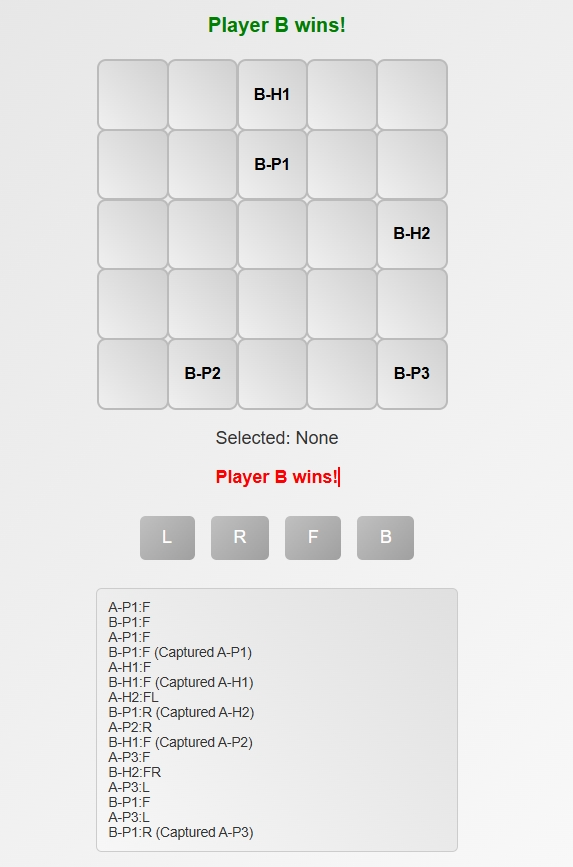 Player B wins!
B-H1
B-P1
B-H2
B-P2 B-P3
Selected: None
Player B wins!
L R F B
A-P1:F
B-P1:F
A-P1:F
B-P1:F (Captured A-P1)
A-H1:F
B-H1:F (Captured A-H1)
A-H2:FL
B-P1:R (Captured A-H2)
A-P2:R
B-H1:F (Captured A-P2)
A-P3:F
B-H2:FR
A-P3:L
B-P1:F
A-P3:L
B-P1:R (Captured A-P3)